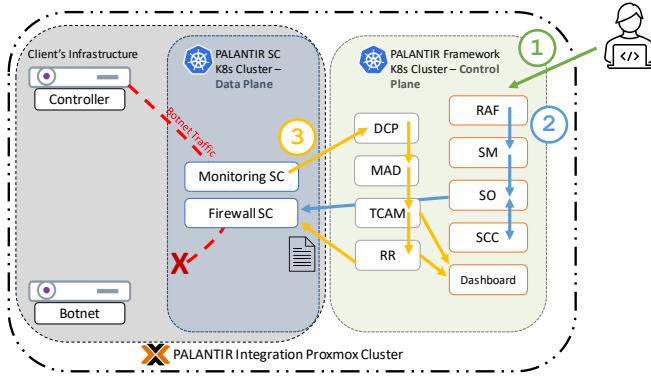 Client's Infrastructure
Controller
Botnet Traffic
Botnet
PALANTIR SC
K8s Cluster –
Data Plane
Monitoring SC
Firewall SC
X
3
PALANTIR Framework
K8s Cluster – Control
Plane
DCP
MAD
TCAM
RR
1
2
RAF
SM
SO
SCC
Dashboard
</>
PALANTIR Integration Proxmox Cluster